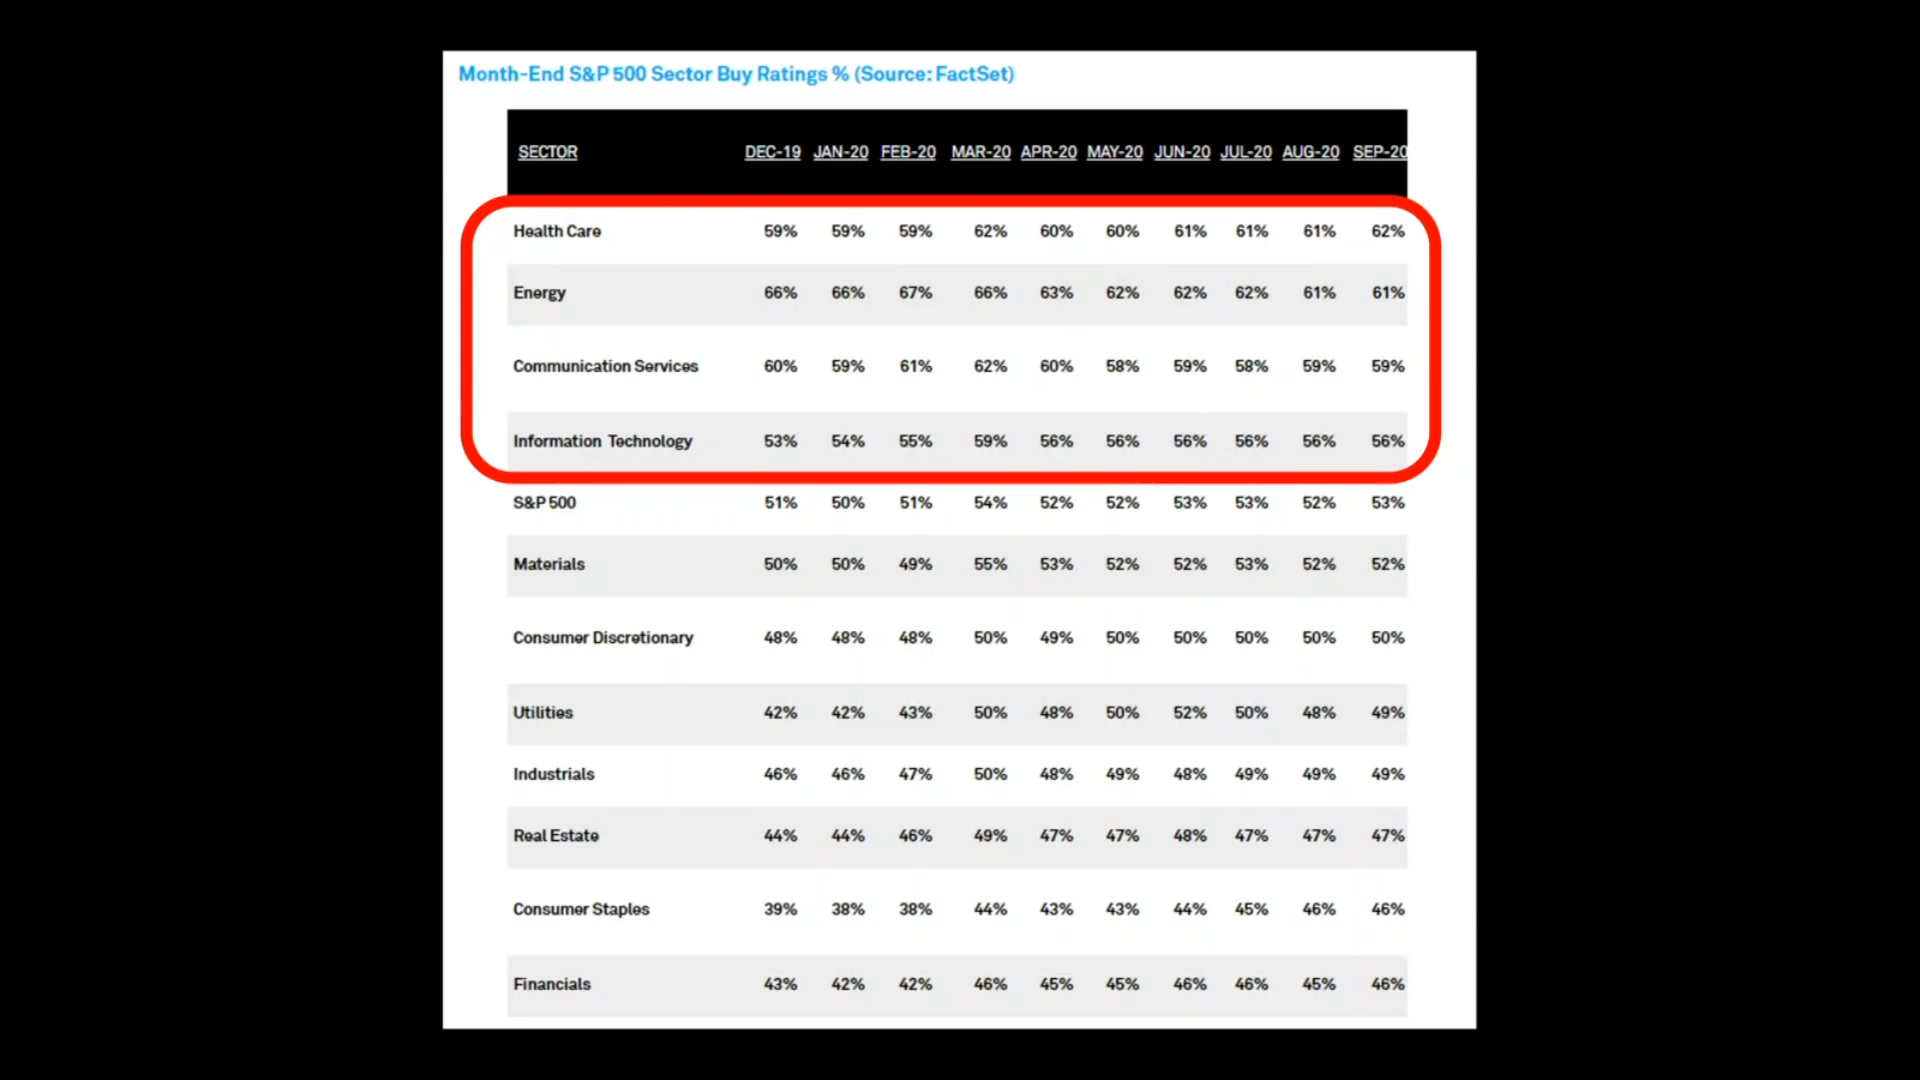 Month-End S&P 500 Sector Buy Ratings % (Source: FactSet)
SECTOR DEC-19 JAN-20 FEB-20 MAR-20 APR-20 MAY-20 JUN-20 JUL-20 AUG-20 SEP-20
Health Care 59% 59% 59% 62% 60% 60% 61% 61% 61% 62%
Energy 66% 66% 67% 66% 63% 62% 62% 62% 61% 61%
Communication Services 60% 59% 61% 62% 60% 58% 59% 58% 59% 59%
Information Technology 53% 54% 55% 59% 56% 56% 56% 56% 56% 56%
S&P 500 51% 50% 51% 54% 52% 52% 53% 53% 52% 53%
Materials 50% 50% 49% 55% 53% 52% 52% 53% 52% 52%
Consumer Discretionary 48% 48% 48% 50% 49% 50% 50% 50% 50% 50%
Utilities 42% 42% 43% 50% 48% 50% 52% 50% 48% 49%
Industrials 46% 46% 47% 50% 48% 49% 48% 49% 49% 49%
Real Estate 44% 44% 46% 49% 47% 47% 48% 47% 47% 47%
Consumer Staples 39% 38% 38% 44% 43% 43% 44% 45% 46% 46%
Financials 43% 42% 42% 46% 45% 45% 46% 46% 45% 46%